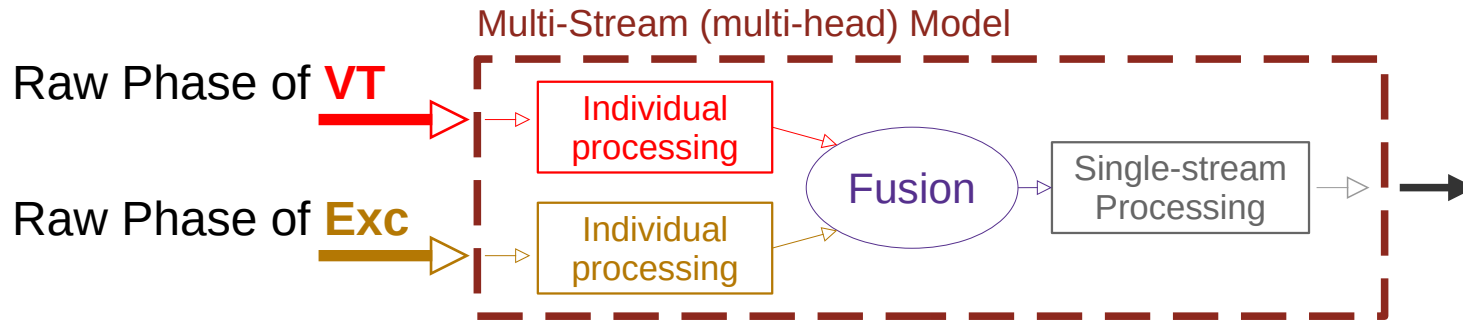 Multi-Stream (multi-head) Model
Raw Phase of VT
Individual
processing
Fusion
Single-stream
Processing
Raw Phase of Exc
Individual
processing